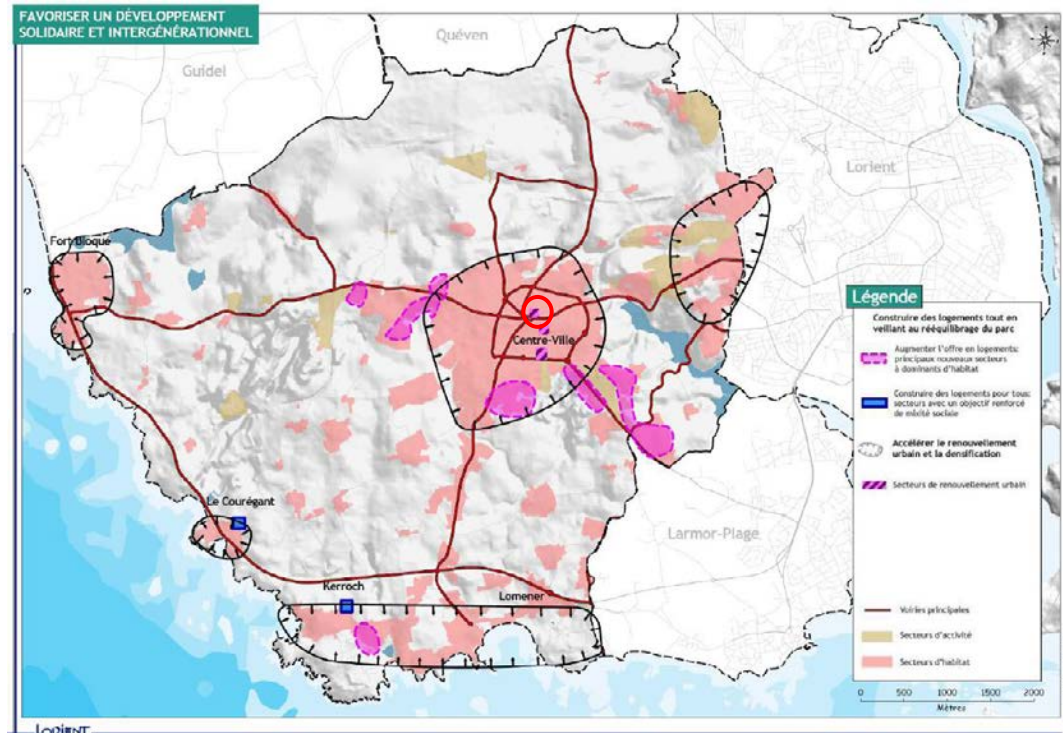 FAVORISER UN DÉVELOPPEMENT
SOLIDAIRE ET INTERGÉNÉRATIONNEL
Quéven
Guidel
Lorient
Fort Bloqué
Centre-Ville
Le Courégant
Larmor-Plage
Kerroch
Lomener
Légende
Construire des logements tout en
veillant au rééquilibrage du parc
Augmenter l'offre en logements:
principaux nouveaux secteurs
à dominants d'habitat
Construire des logements pour tous:
secteurs avec un objectif renforcé
de mixité sociale
Accélérer le renouvellement
urbain et la densification
Secteurs de renouvellement urbain
Voiries principales
Secteurs d'activité
Secteurs d'habitat
0 500 1000 1500 2000
Mètres
LORIENT